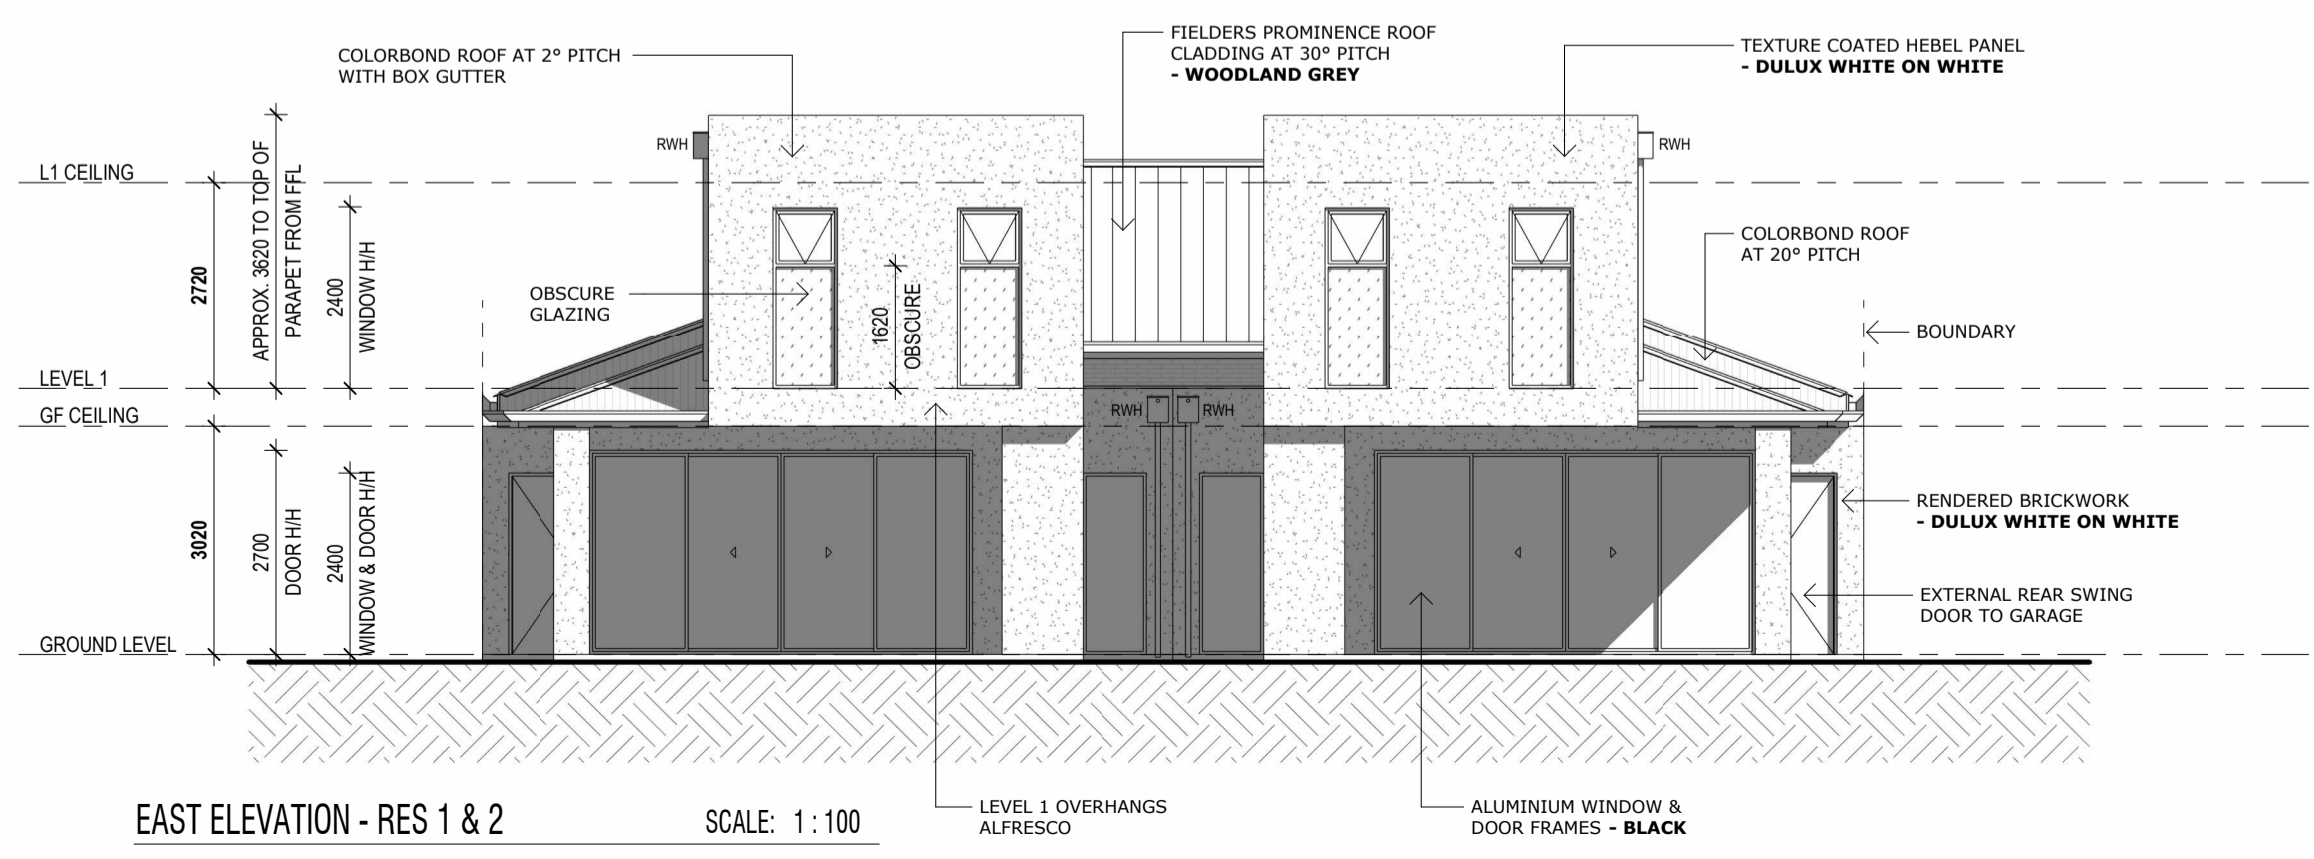 FIELDERS PROMINENCE ROOF
CLADDING AT 30° PITCH
- WOODLAND GREY
COLORBOND ROOF AT 2° PITCH
WITH BOX GUTTER
TEXTURE COATED HEBEL PANEL
- DULUX WHITE ON WHITE
RWH
RWH
L1 CEILING
APPROX. 3620 TO TOP OF
PARAPET FROM FFL
2720
2400
WINDOW H/H
OBSCURE
GLAZING
1620
OBSCURE
COLORBOND ROOF
AT 20° PITCH
BOUNDARY
LEVEL 1
GF CEILING
RWH
RWH
3020
2700
DOOR H/H
2400
WINDOW & DOOR H/H
RENDERED BRICKWORK
- DULUX WHITE ON WHITE
EXTERNAL REAR SWING
DOOR TO GARAGE
GROUND LEVEL
EAST ELEVATION - RES 1 & 2
SCALE: 1 : 100
LEVEL 1 OVERHANGS
ALFRESCO
ALUMINIUM WINDOW &
DOOR FRAMES - BLACK